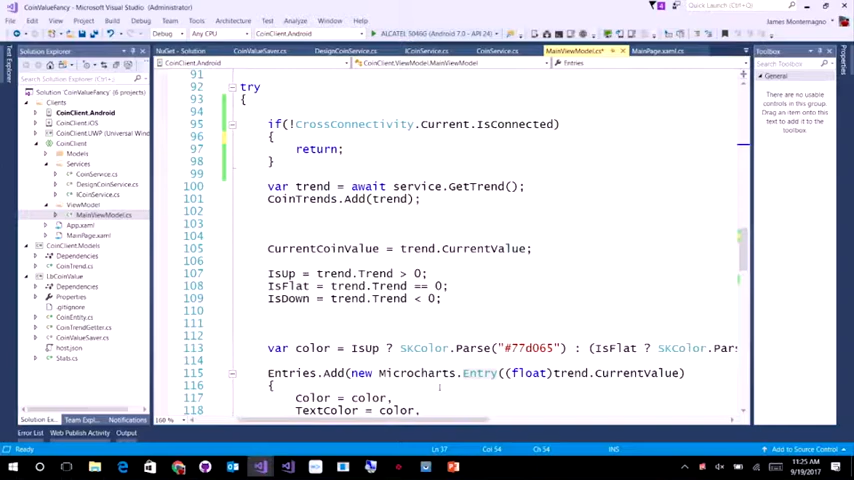 CoinValueFancy - Microsoft Visual Studio (Administrator)
4
Quick Launch (Ctrl+Q)
File Edit View Project Build Debug Team Tools Architecture Test Analyze Window Help
James Montemagno
Debug Any CPU CoinClient.Android ALCATEL 5046G (Android 7.0 - API 24)
Solution Explorer
NuGet - Solution CoinValueSaver.cs DesignCoinService.cs ICoinService.cs CoinService.cs MainViewModel.cs* MainPage.xaml.cs
Toolbox
CoinClient.Android CoinClient.ViewModel.MainViewModel Entries
Search Toolbox
General
There are no usable
controls in this group.
Drag an item onto this
text to add it to the
toolbox.
Test Explorer
Properties
Search Solution Explorer (Ctrl+;)
Solution 'CoinValueFancy' (6 projects)
Clients
CoinClient.Android
CoinClient.iOS
CoinClient.UWP (Universal Wind
CoinClient
Models
Services
CoinService.cs
DesignCoinService.cs
ICoinService.cs
ViewModel
MainViewModel.cs
App.xaml
MainPage.xaml
CoinClient.Models
Dependencies
CoinTrend.cs
LbCoinValue
Dependencies
Properties
.gitignore
CoinEntity.cs
CoinTrendGetter.cs
CoinValueSaver.cs
host.json
Stab.cs
91
92 try
93 {
94
95 if(!CrossConnectivity.Current.IsConnected)
96 {
97 return;
98 }
99
100 var trend = await service.GetTrend();
101 CoinTrends.Add(trend);
102
103
104
105 CurrentCoinValue = trend.CurrentValue;
106
107 IsUp = trend.Trend > 0;
108 IsFlat = trend.Trend == 0;
109 IsDown = trend.Trend < 0;
110
111
112
113 var color = IsUp ? SKColor.Parse("#77d065") : (IsFlat ? SKColor.Pars
114
115 Entries.Add(new Microcharts.Entry((float)trend.CurrentValue)
116 {
117 Color = color,
118 TextColor = color,
160 %
Solution Ex... Team Expl... Notifications
Error List Web Publish Activity Output
Ready Ln 37 Col 54 Ch 54 INS Add to Source Control
11:25 AM
9/19/2017